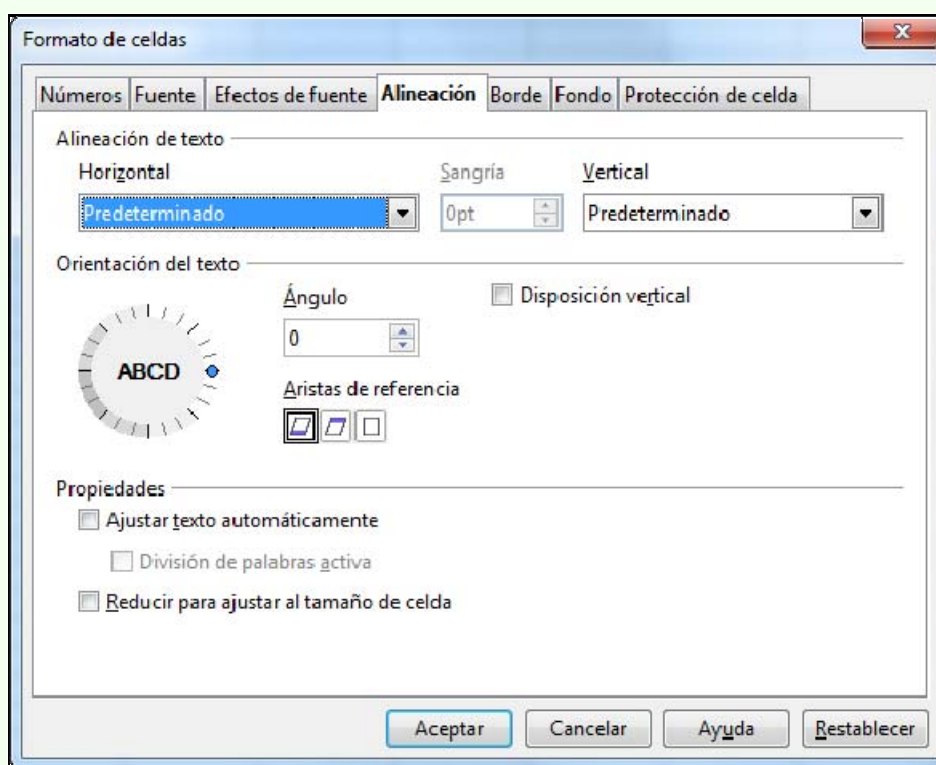 Formato de celdas
Números Fuente Efectos de fuente Alineación Borde Fondo Protección de celda
Alineación de texto
Horizontal Sangría Vertical
Predeterminado 0pt Predeterminado
Orientación del texto
Ángulo Disposición vertical
0
ABCD
Aristas de referencia
Propiedades
Ajustar texto automáticamente
División de palabras activa
Reducir para ajustar al tamaño de celda
Aceptar Cancelar Ayuda Restablecer